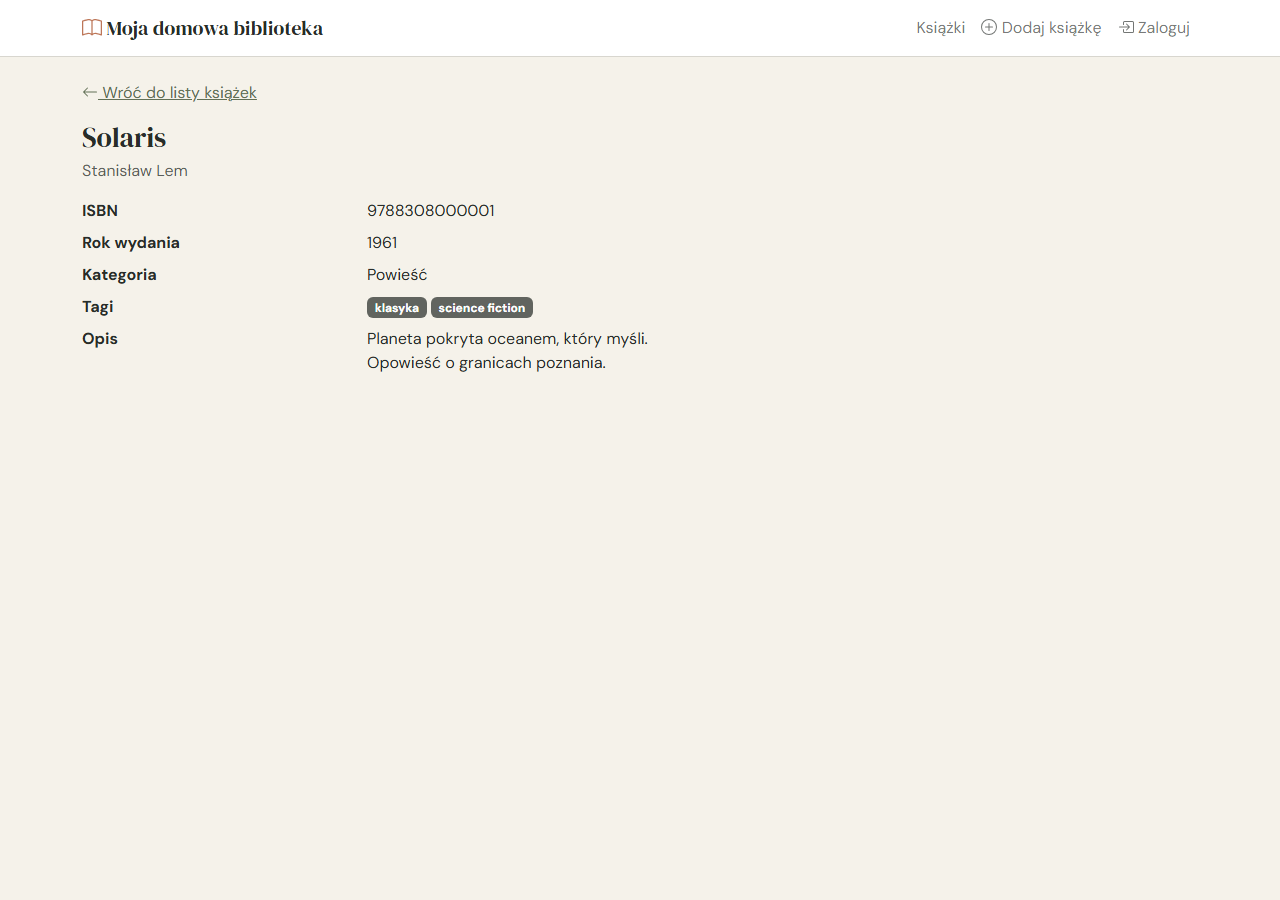 Moja domowa biblioteka
Książki Dodaj książkę Zaloguj
Wróć do listy książek
Solaris
Stanisław Lem
ISBN 9788308000001
Rok wydania 1961
Kategoria Powieść
Tagi klasyka science fiction
Opis Planeta pokryta oceanem, który myśli.
Opowieść o granicach poznania.